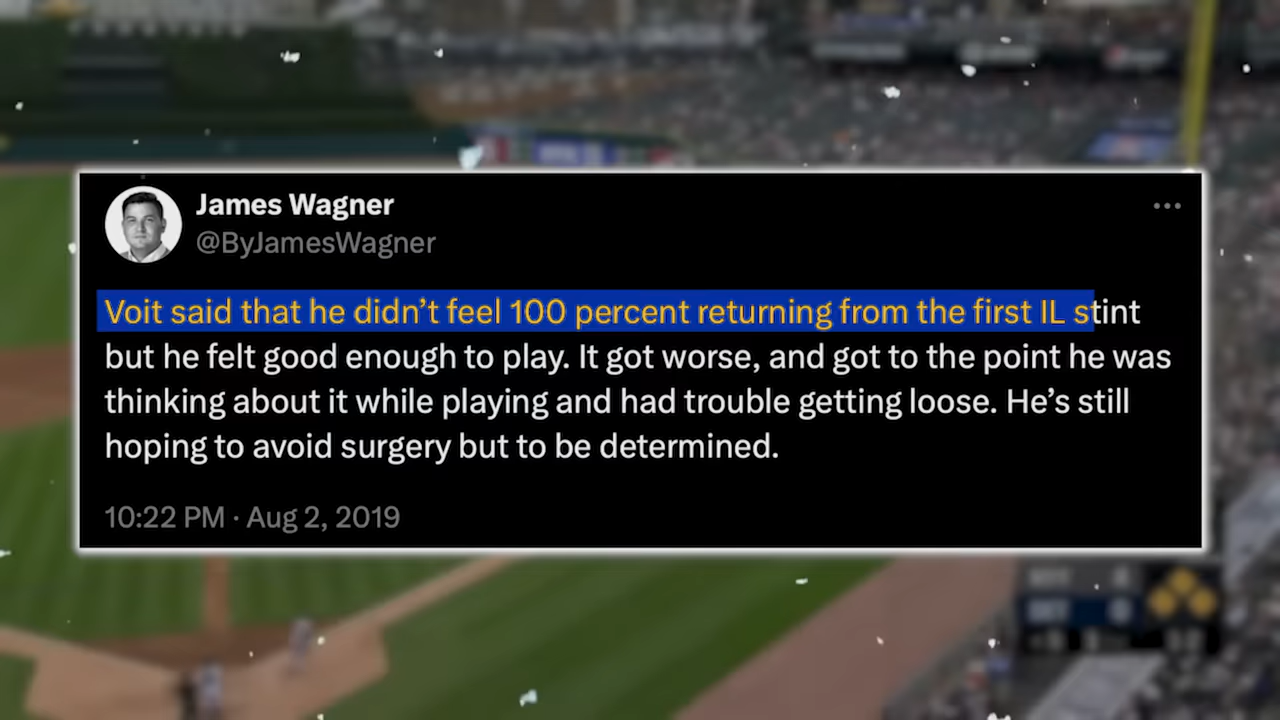 James Wagner
@ByJamesWagner
Voit said that he didn’t feel 100 percent returning from the first IL stint
but he felt good enough to play. It got worse, and got to the point he was
thinking about it while playing and had trouble getting loose. He’s still
hoping to avoid surgery but to be determined.
10:22 PM · Aug 2, 2019